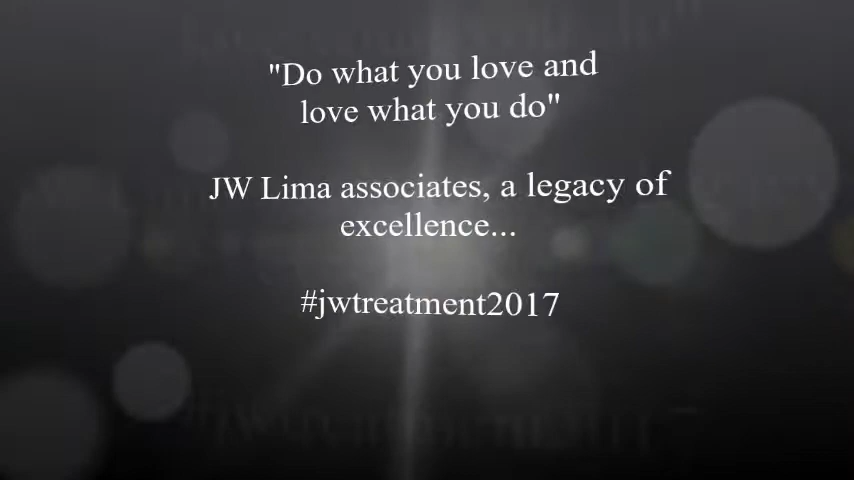 "Do what you love and
love what you do"
JW Lima associates, a legacy of
excellence...
#jwtreatment2017